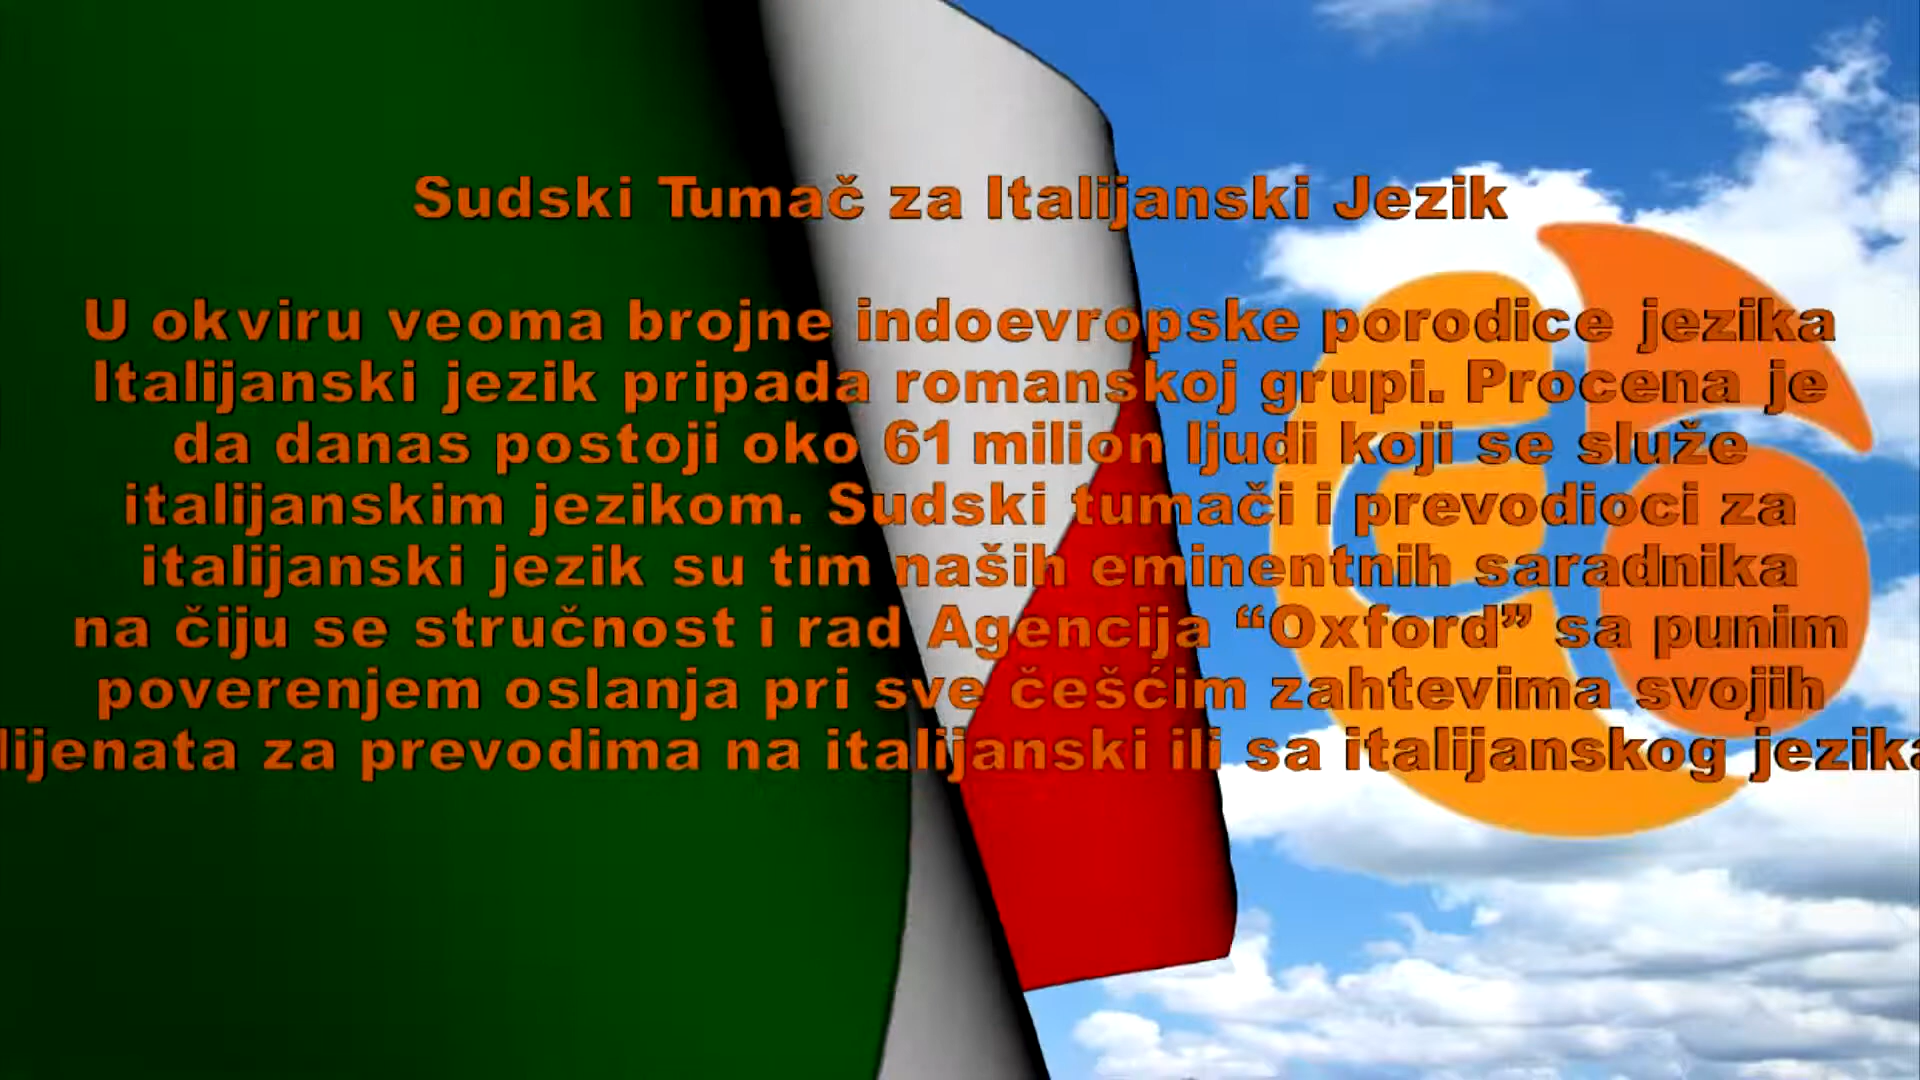 Sudski Tumač za Italijanski Jezik
U okviru veoma brojne indoevropske porodice jezika
Italijanski jezik pripada romanskoj grupi. Procena je
da danas postoji oko 61 milion ljudi koji se služe
italijanskim jezikom. Sudski tumači i prevodioci za
italijanski jezik su tim naših eminentnih saradnika
na čiju se stručnost i rad Agencija “Oxford” sa punim
poverenjem oslanja pri sve češćim zahtevima svojih
lijenata za prevodima na italijanski ili sa italijanskog jezika